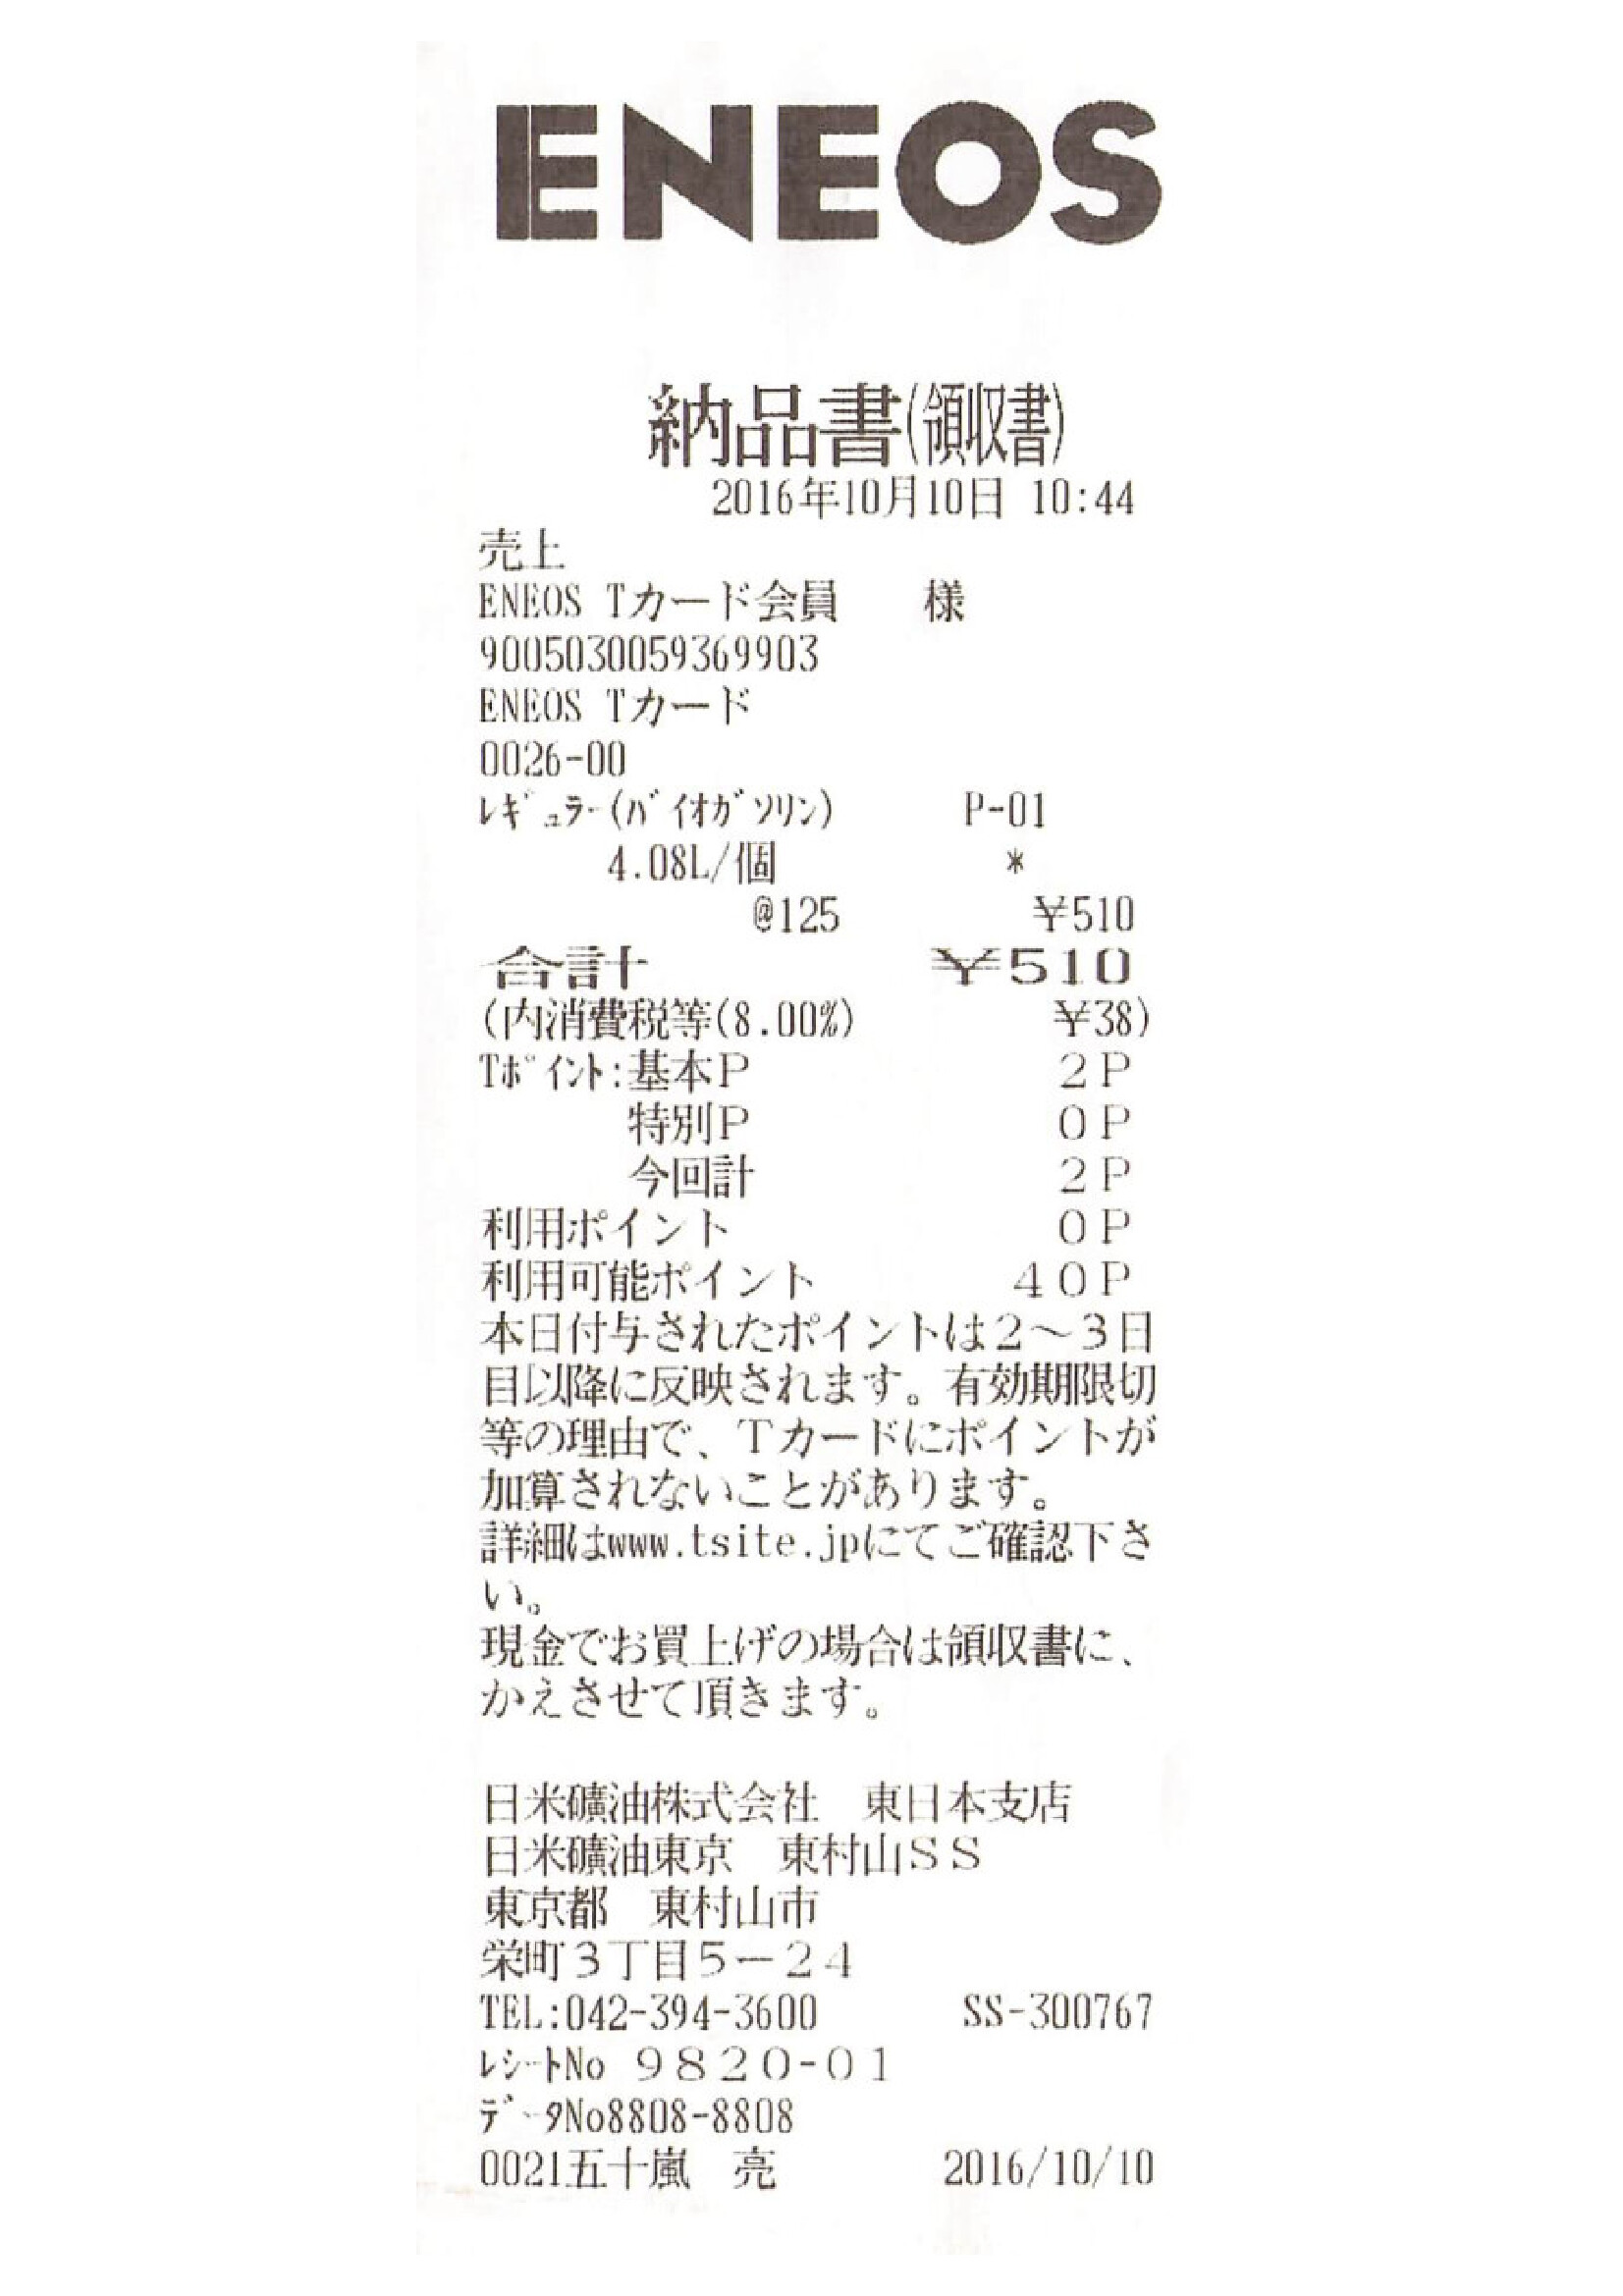 ENEOS
納品書(領収書)
2016年10月10日 10:44
売上
ENEOS Tカード会員 様
9005030059369903
ENEOS Tカード
0026-00
ﾚｷﾞｭﾗｰ(ﾊﾞｲｵｶﾞｿﾘﾝ) P-01
4.08L/個 *
@125 ¥510
合計 ¥510
(内消費税等(8.00%) ¥38)
Tﾎﾟｲﾝﾄ:基本P 2P
特別P 0P
今回計 2P
利用ポイント 0P
利用可能ポイント 40P
本日付与されたポイントは2～3日
目以降に反映されます。有効期限切
等の理由で、Tカードにポイントが
加算されないことがあります。
詳細はwww.tsite.jpにてご確認下さ
い。
現金でお買上げの場合は領収書に、
かえさせて頂きます。
日米礦油株式会社 東日本支店
日米礦油東京 東村山SS
東京都 東村山市
栄町3丁目5－24
TEL:042-394-3600 SS-300767
ﾚｼｰﾄNo 9820-01
ﾃﾞｰﾀNo8808-8808
0021五十嵐 亮 2016/10/10